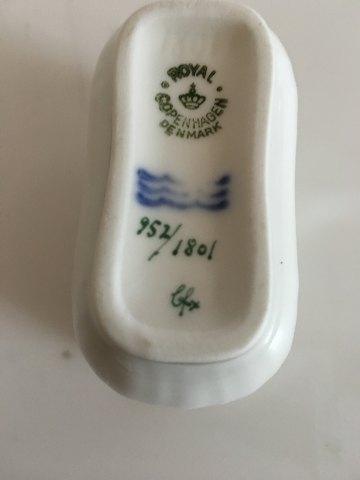 ROYAL
COPENHAGEN
DENMARK
952/
1801